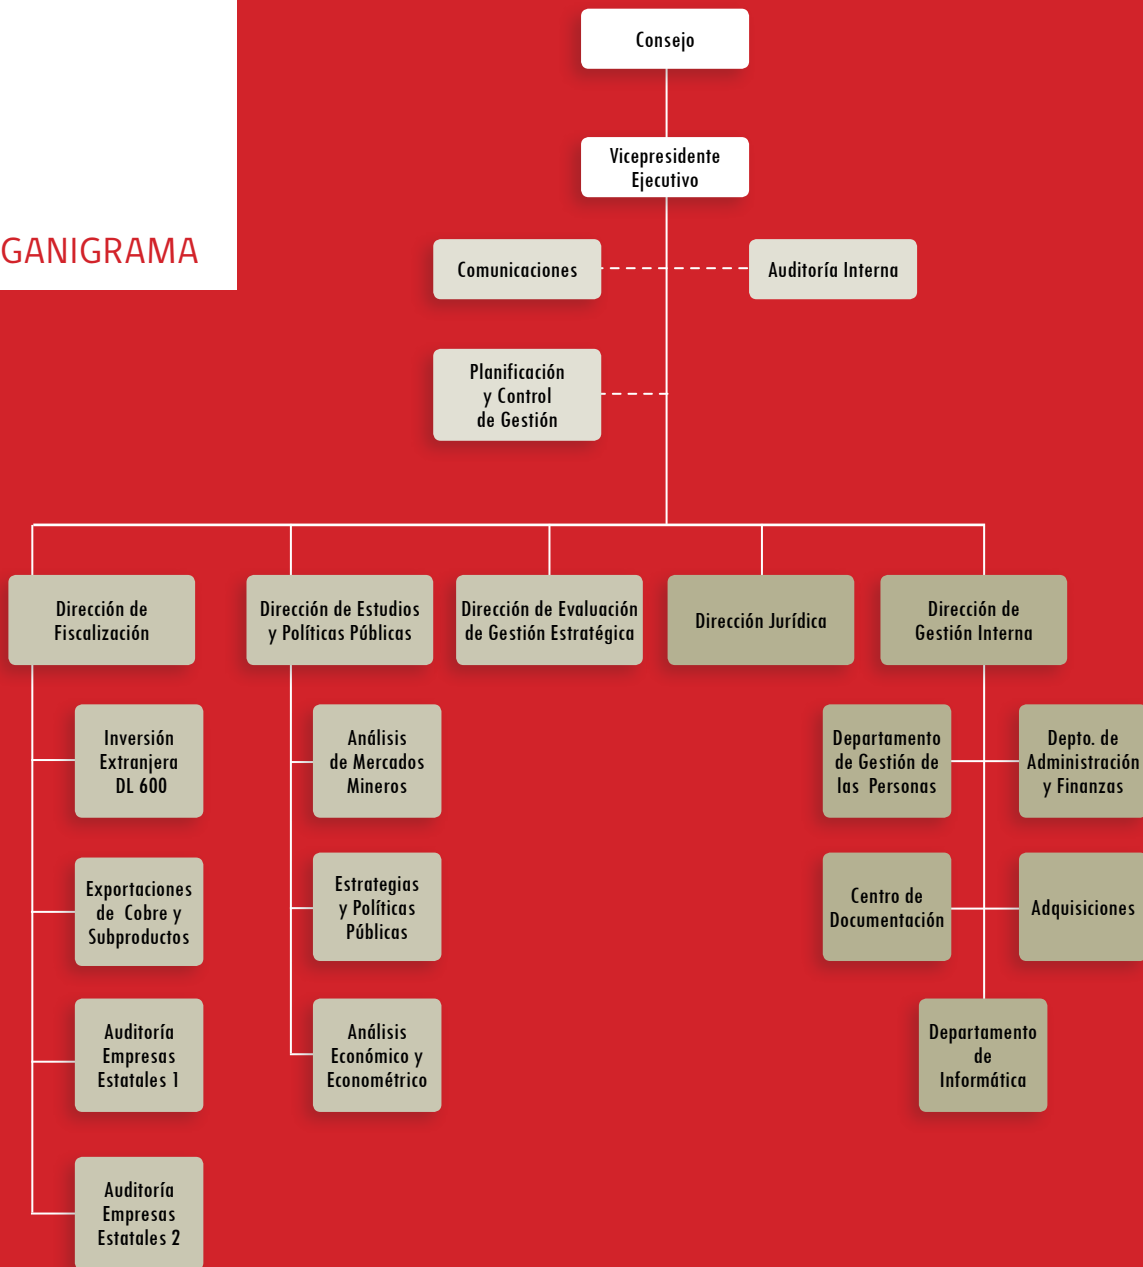 Consejo
Vicepresidente
Ejecutivo
GANIGRAMA
Comunicaciones
Auditoría Interna
Planificación
y Control
de Gestión
Dirección de
Fiscalización
Dirección de Estudios
y Políticas Públicas
Dirección de Evaluación
de Gestión Estratégica
Dirección Jurídica
Dirección de
Gestión Interna
Inversión
Extranjera
DL 600
Análisis
de Mercados
Mineros
Departamento
de Gestión de
las Personas
Depto. de
Administración
y Finanzas
Exportaciones
de Cobre y
Subproductos
Estrategias
y Políticas
Públicas
Centro de
Documentación
Adquisiciones
Auditoría
Empresas
Estatales 1
Análisis
Económico y
Econométrico
Departamento
de
Informática
Auditoría
Empresas
Estatales 2